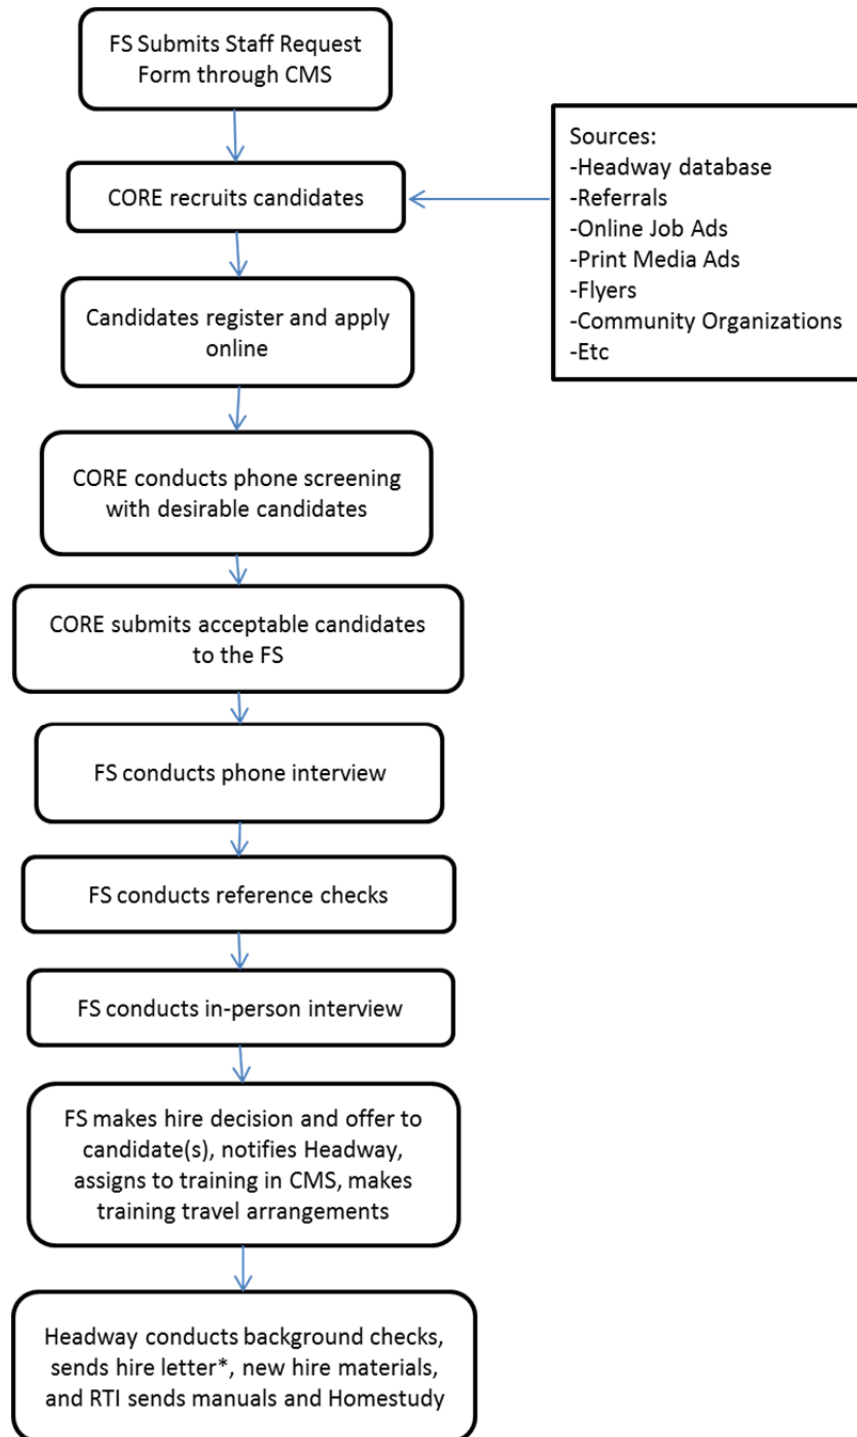 FS Submits Staff Request
Form through CMS
CORE recruits candidates
Sources:
-Headway database
-Referrals
-Online Job Ads
-Print Media Ads
-Flyers
-Community Organizations
-Etc
Candidates register and apply
online
CORE conducts phone screening
with desirable candidates
CORE submits acceptable candidates
to the FS
FS conducts phone interview
FS conducts reference checks
FS conducts in-person interview
FS makes hire decision and offer to
candidate(s), notifies Headway,
assigns to training in CMS, makes
training travel arrangements
Headway conducts background checks,
sends hire letter*, new hire materials,
and RTI sends manuals and Homestudy